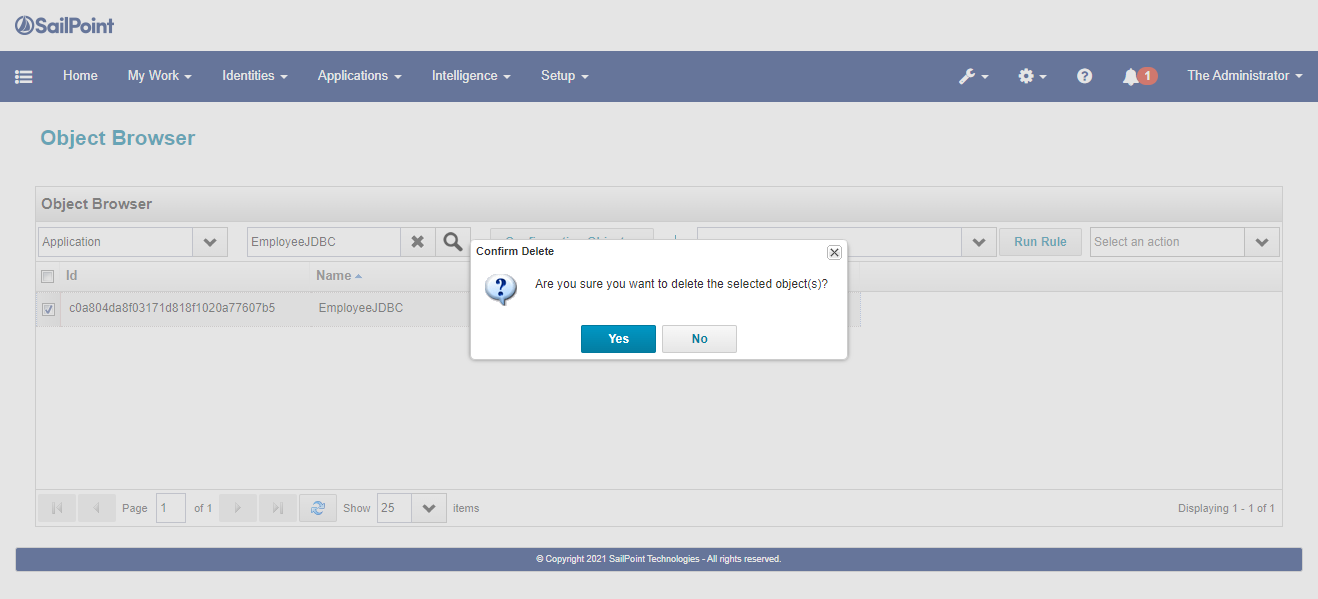 SailPoint
Home My Work Identities Applications Intelligence Setup 1 The Administrator
Object Browser
Object Browser
Application EmployeeJDBC Run Rule Select an action
Id Name
c0a804da8f03171d818f1020a77607b5 EmployeeJDBC
Confirm Delete
Are you sure you want to delete the selected object(s)?
Yes No
Page 1 of 1 Show 25 items Displaying 1 - 1 of 1
© Copyright 2021 SailPoint Technologies - All rights reserved.